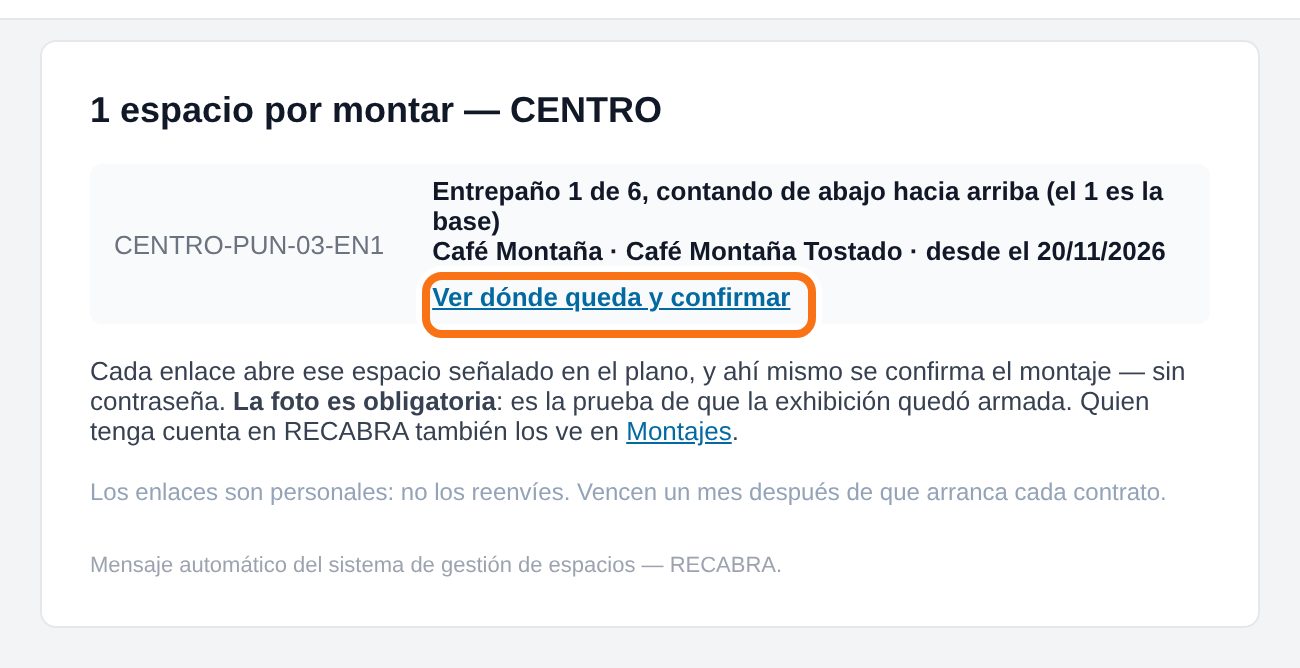 1 espacio por montar — CENTRO
CENTRO-PUN-03-EN1
Entrepaño 1 de 6, contando de abajo hacia arriba (el 1 es la
base)
Café Montaña · Café Montaña Tostado · desde el 20/11/2026
Ver dónde queda y confirmar
Cada enlace abre ese espacio señalado en el plano, y ahí mismo se confirma el montaje — sin
contraseña. La foto es obligatoria: es la prueba de que la exhibición quedó armada. Quien
tenga cuenta en RECABRA también los ve en Montajes.
Los enlaces son personales: no los reenvíes. Vencen un mes después de que arranca cada contrato.
Mensaje automático del sistema de gestión de espacios — RECABRA.